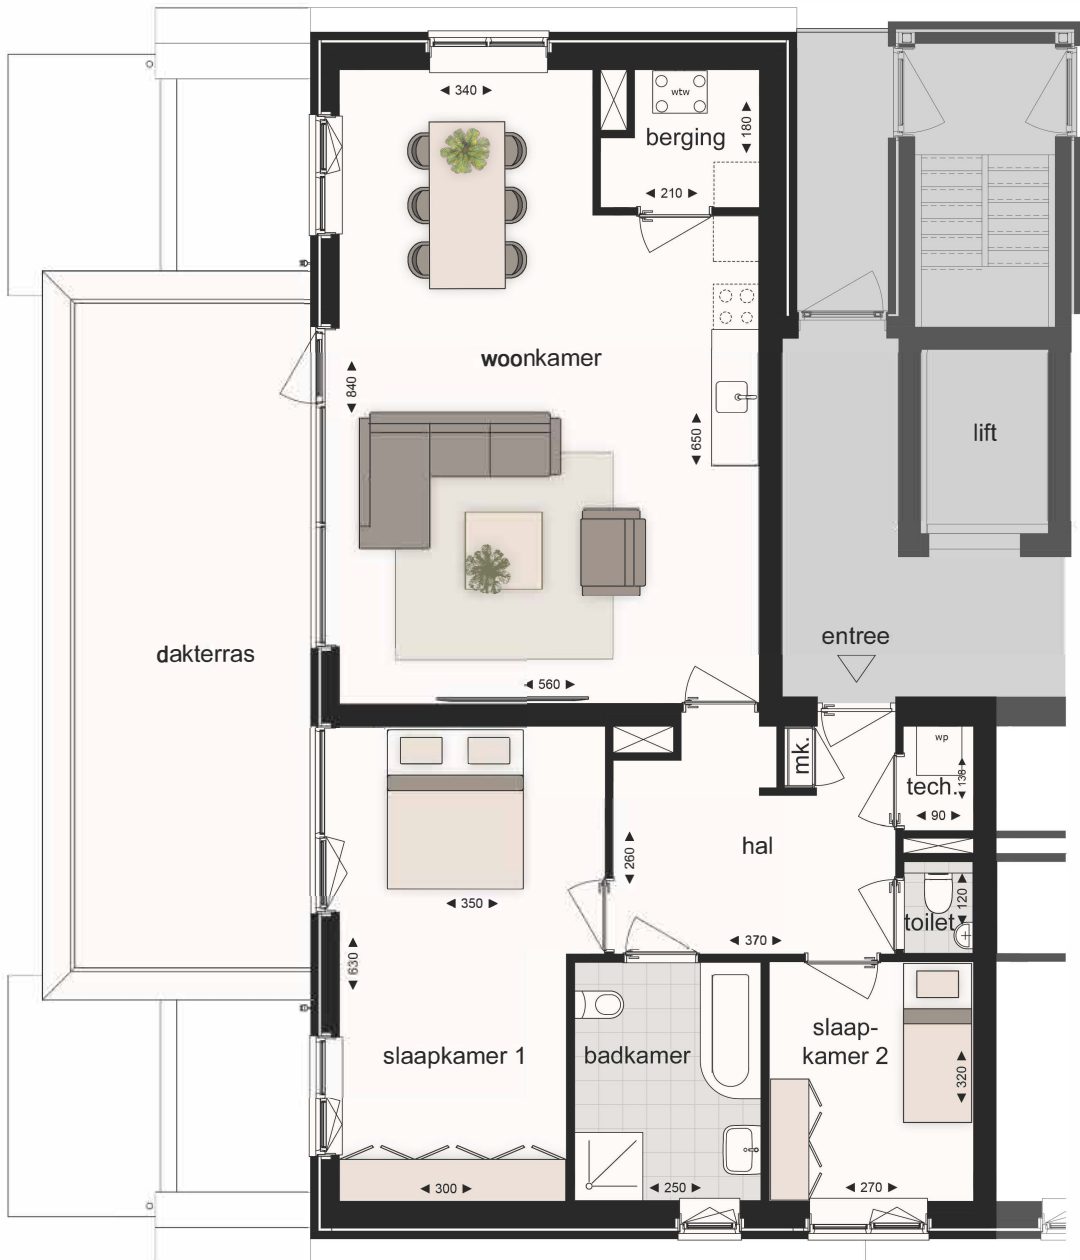 340
wtw
berging
180
210
woonkamer
840
650
lift
entree
dakterras
560
mk.
wp
tech.
138
90
hal
260
350
120
toilet
370
630
slaap-
kamer 2
slaapkamer 1
badkamer
320
300
250
270